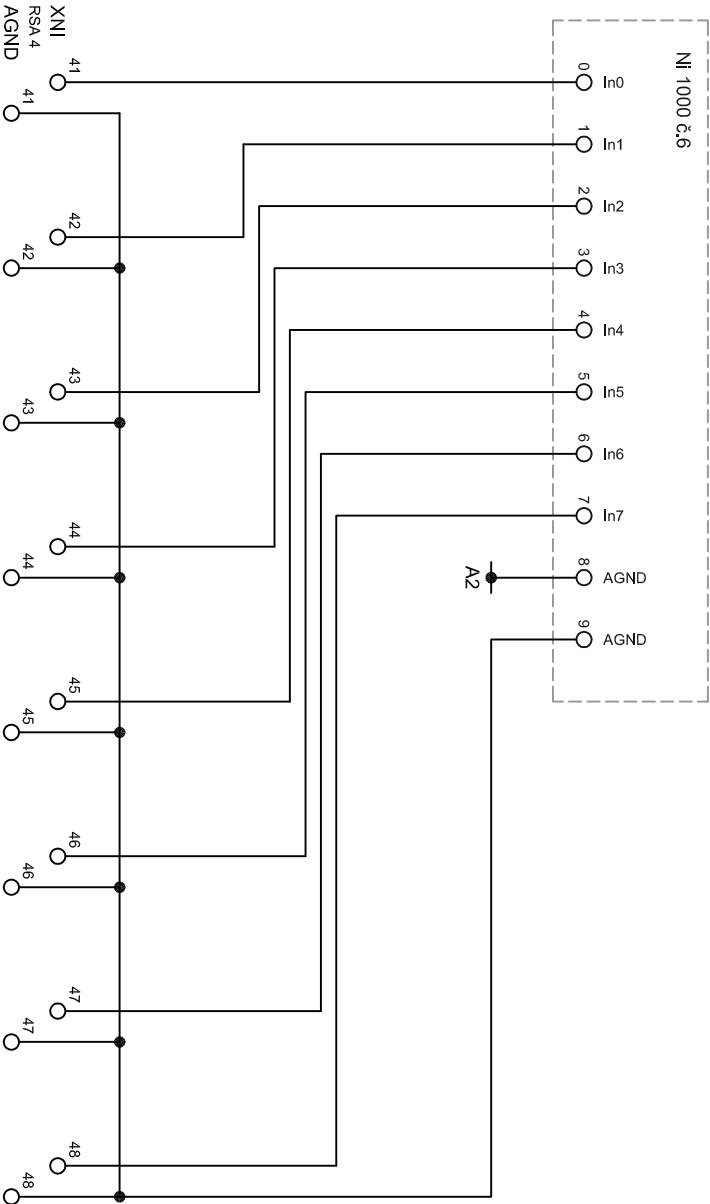 Ni 1000 č.6
0 In0
1 In1
2 In2
3 In3
4 In4
5 In5
6 In6
7 In7
8 AGND
9 AGND
A2
XNI
RSA 4
AGND
41
41
42
42
43
43
44
44
45
45
46
46
47
47
48
48